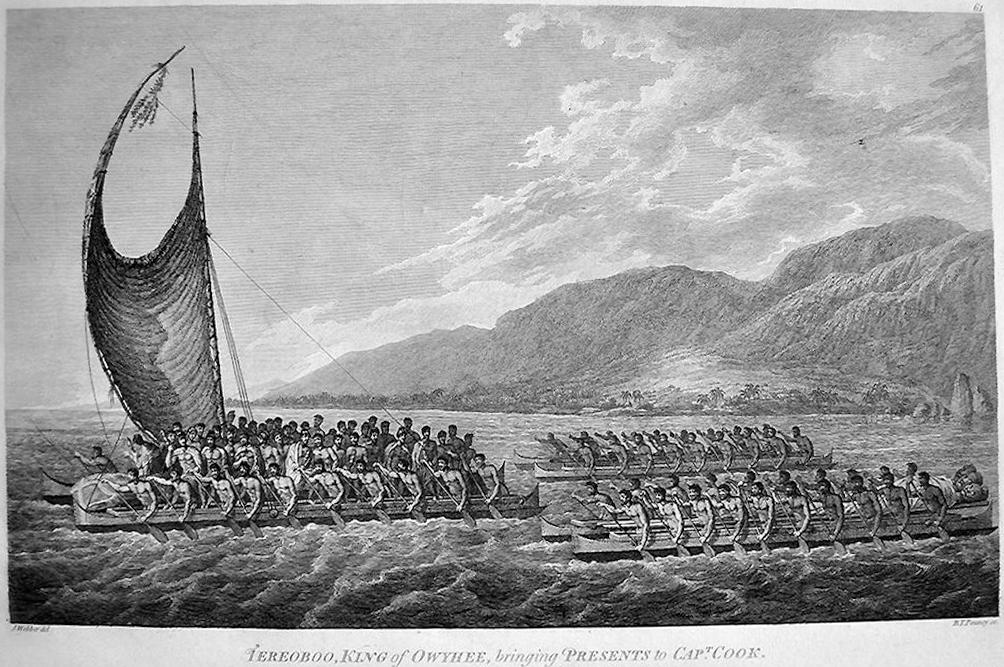 61
J. Webber del.
B.T. Pouncy sc.
TEREOBOO, KING of OWYHEE, bringing PRESENTS to CAPT. COOK.